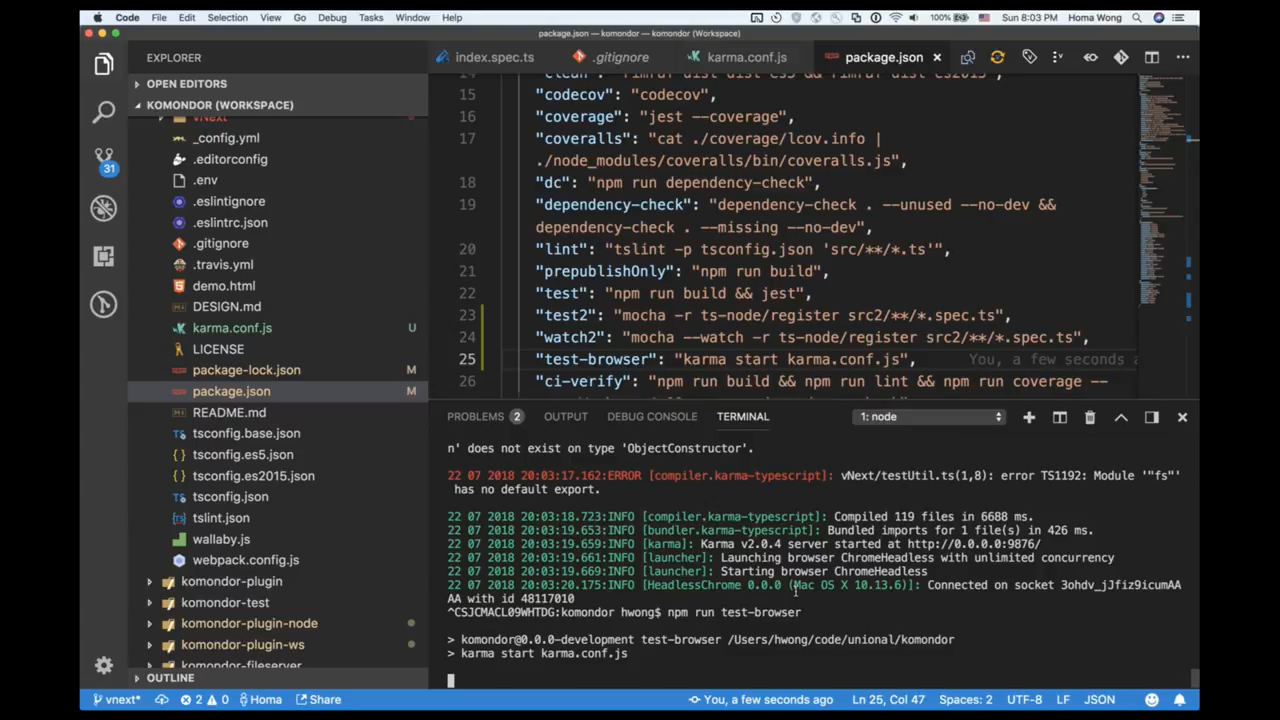 Code File Edit Selection View Go Debug Tasks Window Help 100% Sun 8:03 PM Homa Wong
package.json — komondor (Workspace)
EXPLORER
index.spec.ts .gitignore karma.conf.js package.json
OPEN EDITORS
KOMONDOR (WORKSPACE)
vNext
_config.yml
.editorconfig
.env
.eslintignore
.eslintrc.json
.gitignore
.travis.yml
demo.html
DESIGN.md
karma.conf.js U
LICENSE
package-lock.json M
package.json M
README.md
tsconfig.base.json
tsconfig.es5.json
tsconfig.es2015.json
tsconfig.json
tslint.json
wallaby.js
webpack.config.js
komondor-plugin
komondor-test
komondor-plugin-node
komondor-plugin-ws
komondor-fileserver
OUTLINE
31
14 "clean": "rimraf dist dist-es5 && rimraf dist-es2015",
15 "codecov": "codecov",
16 "coverage": "jest --coverage",
17 "coveralls": "cat ./coverage/lcov.info |
./node_modules/coveralls/bin/coveralls.js",
18 "dc": "npm run dependency-check",
19 "dependency-check": "dependency-check . --unused --no-dev &&
dependency-check . --missing --no-dev",
20 "lint": "tslint -p tsconfig.json 'src/**/*.ts'",
21 "prepublishOnly": "npm run build",
22 "test": "npm run build && jest",
23 "test2": "mocha -r ts-node/register src2/**/*.spec.ts",
24 "watch2": "mocha --watch -r ts-node/register src2/**/*.spec.ts",
25 "test-browser": "karma start karma.conf.js", You, a few seconds a
26 "ci-verify": "npm run build && npm run lint && npm run coverage --
PROBLEMS 2 OUTPUT DEBUG CONSOLE TERMINAL 1: node
n' does not exist on type 'ObjectConstructor'.
22 07 2018 20:03:17.162:ERROR [compiler.karma-typescript]: vNext/testUtil.ts(1,8): error TS1192: Module '"fs"'
has no default export.
22 07 2018 20:03:18.723:INFO [compiler.karma-typescript]: Compiled 119 files in 6688 ms.
22 07 2018 20:03:19.653:INFO [bundler.karma-typescript]: Bundled imports for 1 file(s) in 426 ms.
22 07 2018 20:03:19.659:INFO [karma]: Karma v2.0.4 server started at http://0.0.0.0:9876/
22 07 2018 20:03:19.661:INFO [launcher]: Launching browser ChromeHeadless with unlimited concurrency
22 07 2018 20:03:19.669:INFO [launcher]: Starting browser ChromeHeadless
22 07 2018 20:03:20.175:INFO [HeadlessChrome 0.0.0 (Mac OS X 10.13.6)]: Connected on socket 3ohdv_jJfiz9icumAA
AA with id 48117010
^CSJCMACL09WHTDG:komondor hwong$ npm run test-browser
> komondor@0.0.0-development test-browser /Users/hwong/code/unional/komondor
> karma start karma.conf.js
vnext* 2 0 Homa Share You, a few seconds ago Ln 25, Col 47 Spaces: 2 UTF-8 LF JSON